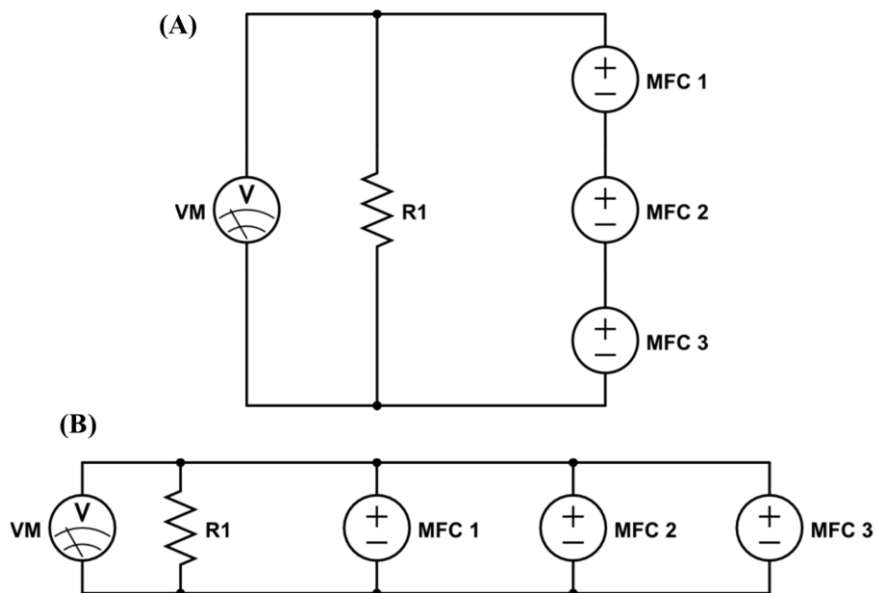 (A)
+
− MFC 1
V
VM
R1
+
− MFC 2
+
− MFC 3
(B)
V
VM
R1
+
− MFC 1
+
− MFC 2
+
− MFC 3